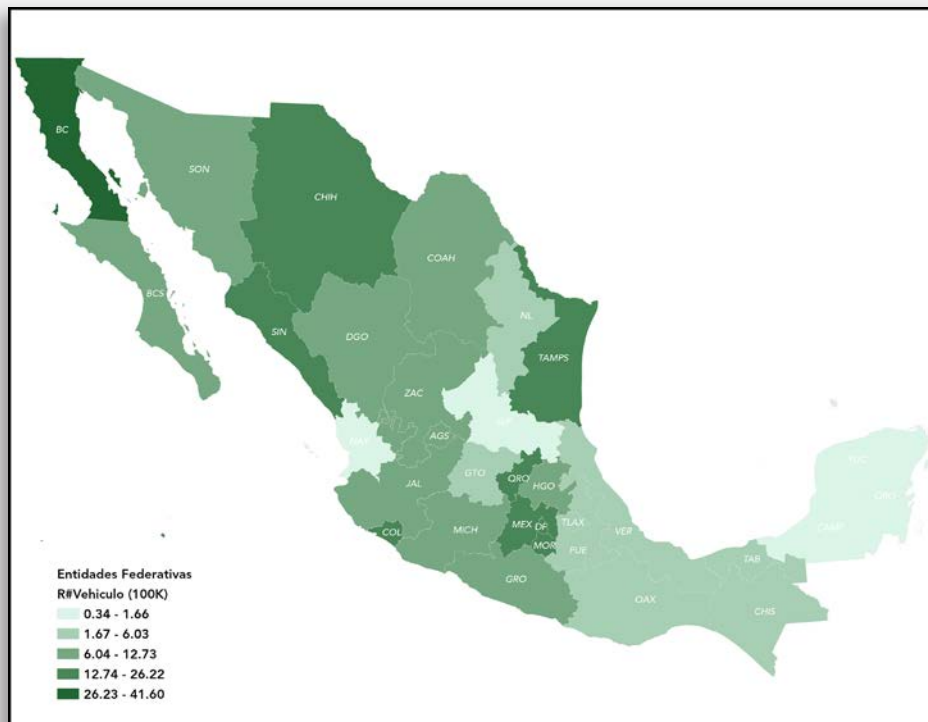 BC
SON
CHIH
COAH
BCS
NL
SIN
DGO
TAMPS
ZAC
NAY
AGS
GTO
QRO
HGO
JAL
YUC
MEX
DF
TLAX
VER
CAMP
COL
MICH
MOR
PUE
TAB
GRO
OAX
CHIS
Entidades Federativas
R#Vehiculo (100K)
0.34 - 1.66
1.67 - 6.03
6.04 - 12.73
12.74 - 26.22
26.23 - 41.60